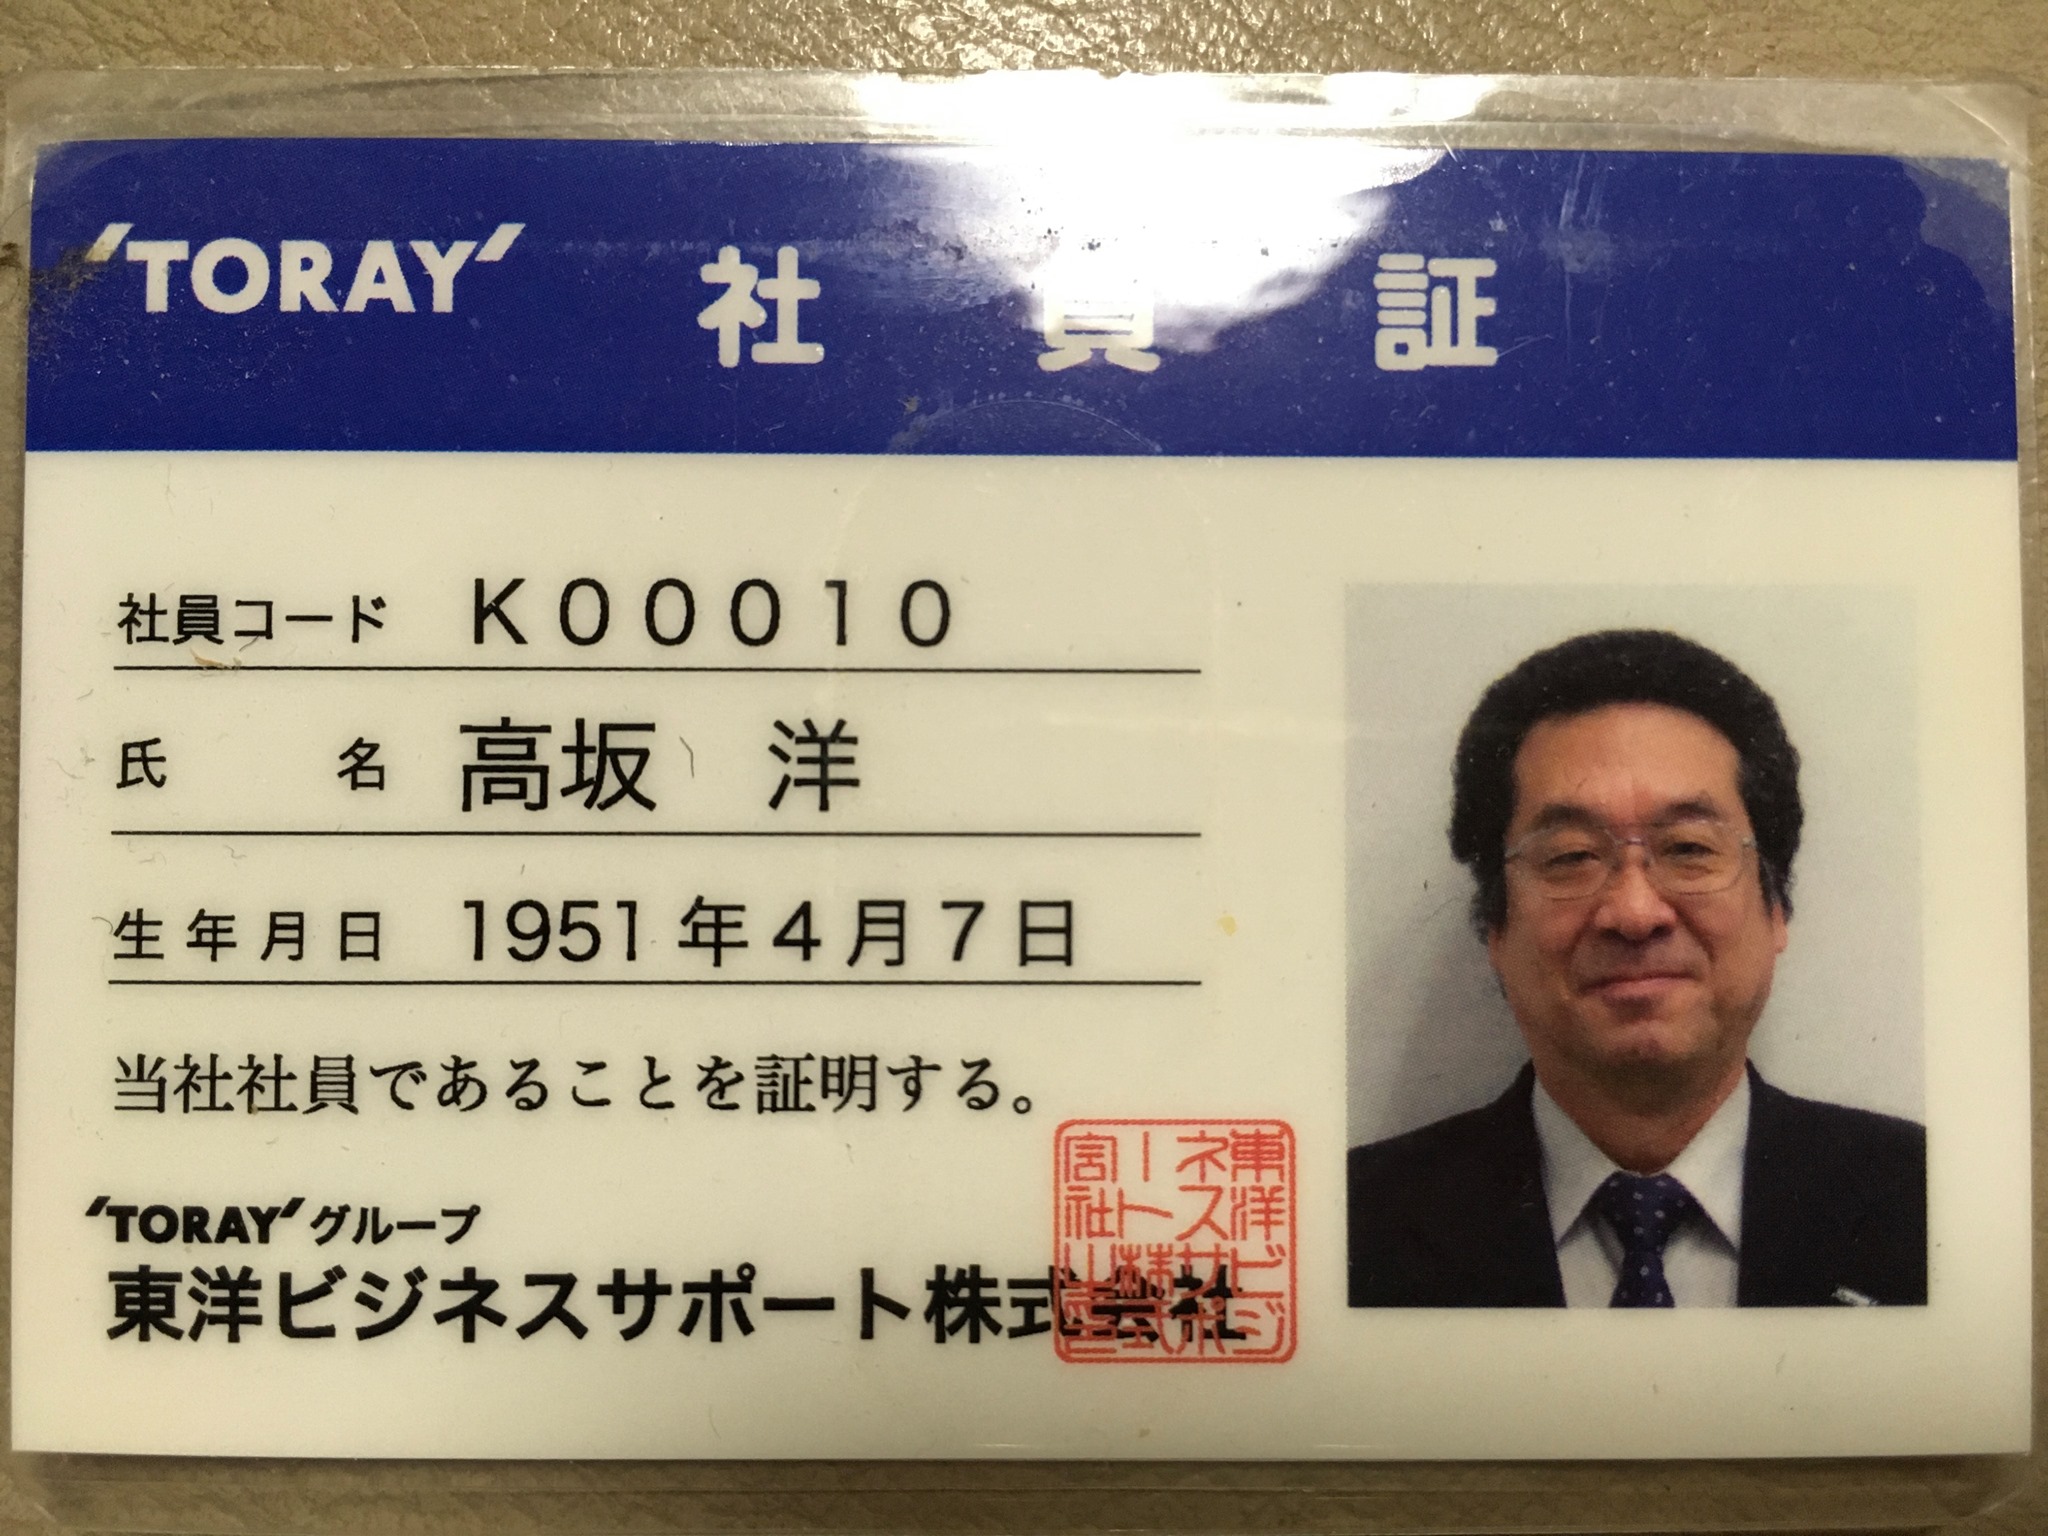 'TORAY' 社員証
社員コード K00010
氏名 高坂 洋
生年月日 1951年4月7日
当社社員であることを証明する。
'TORAY'グループ
東洋ビジネスサポート株式会社